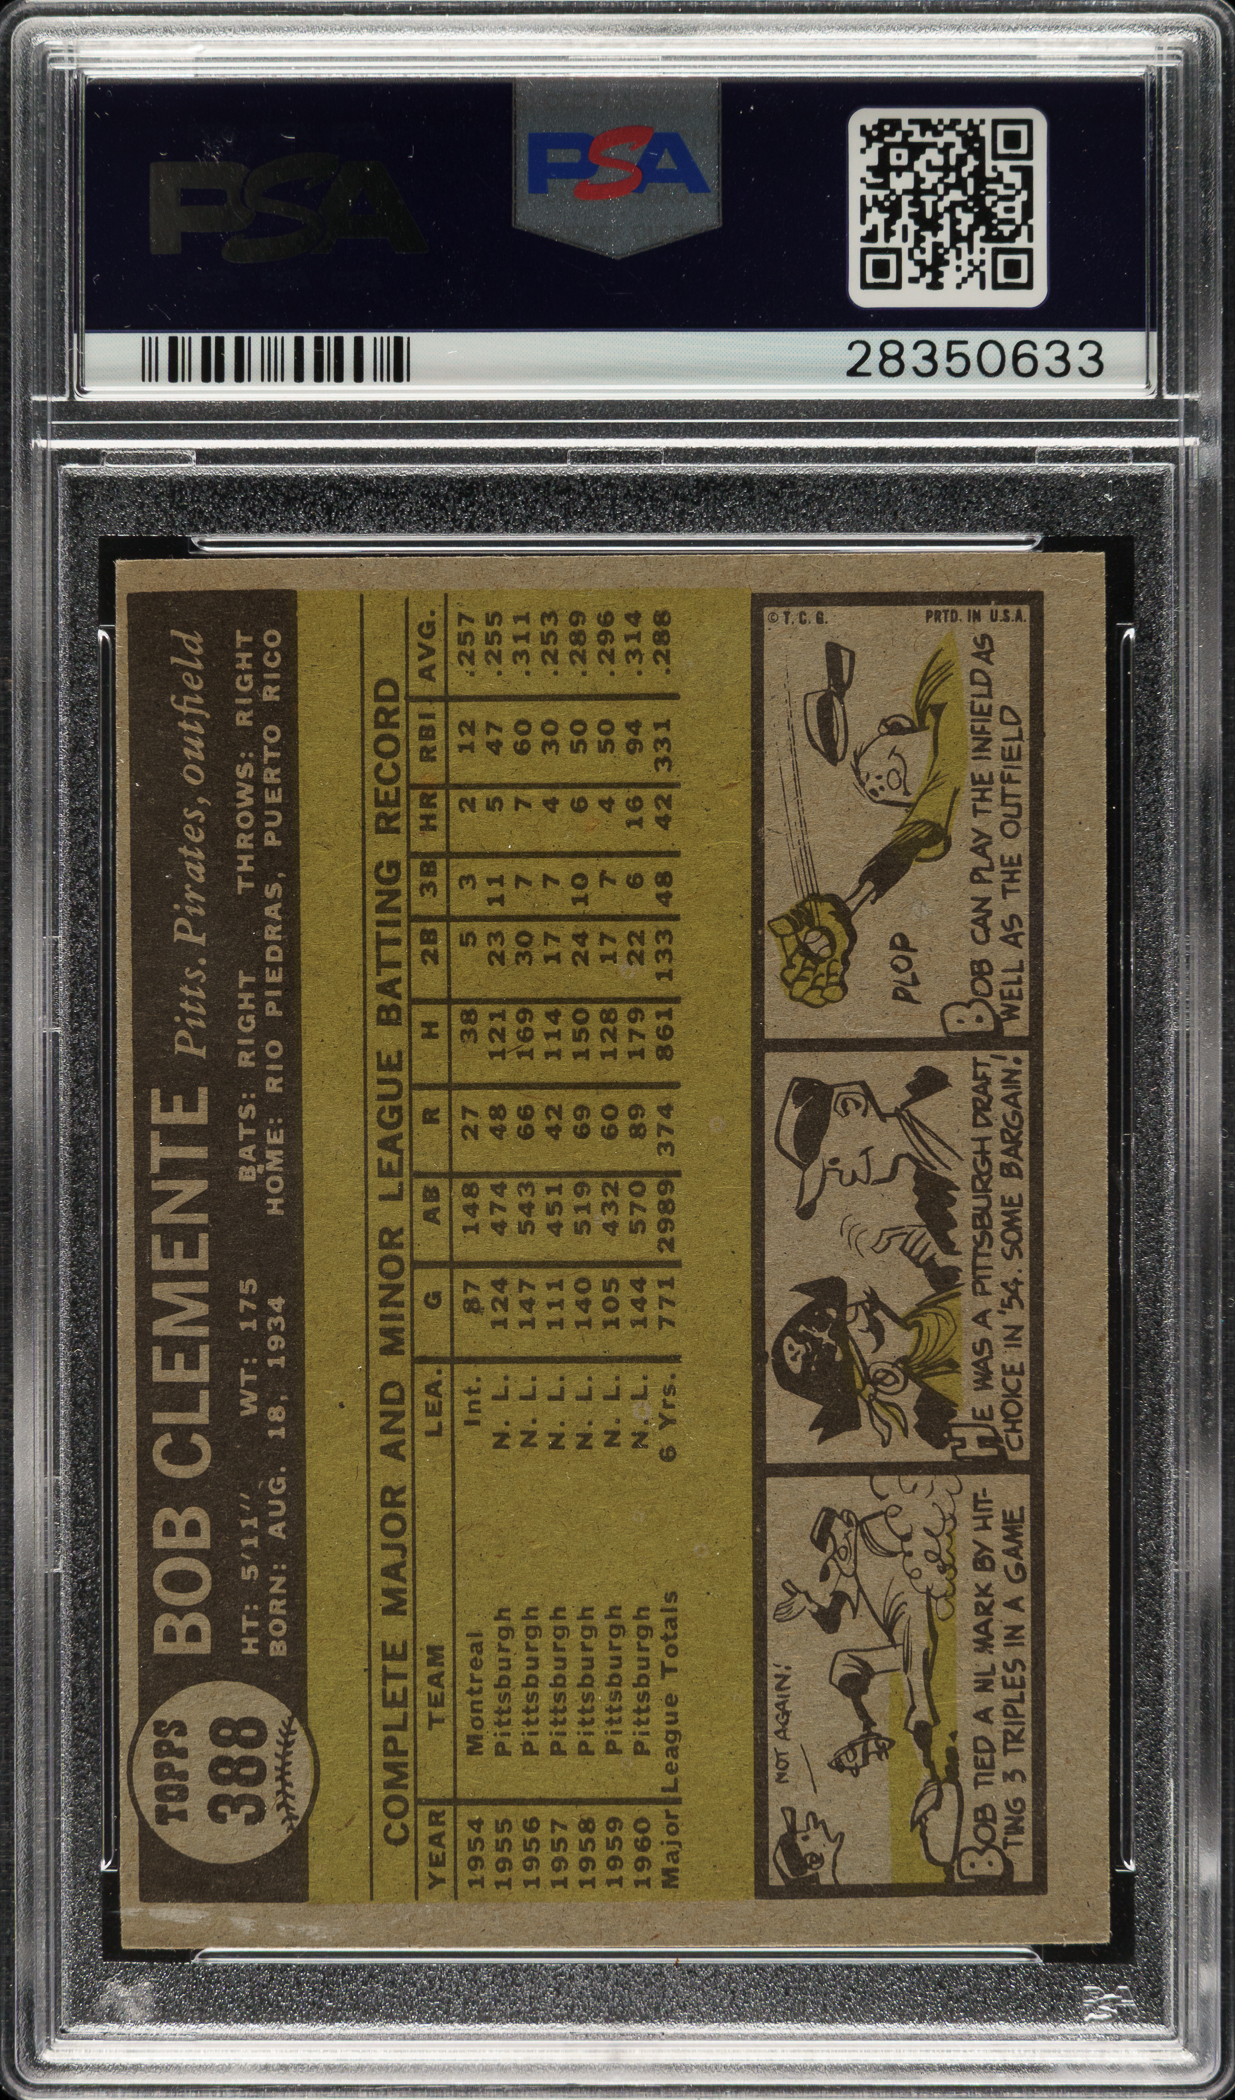 PSA
PSA
28350633
TOPPS
388
BOB CLEMENTE Pitts. Pirates, outfield
HT: 5'11" WT: 175 BATS: RIGHT THROWS: RIGHT
BORN: AUG. 18, 1934 HOME: RIO PIEDRAS, PUERTO RICO
COMPLETE MAJOR AND MINOR LEAGUE BATTING RECORD
YEAR TEAM LEA. G AB R H 2B 3B HR RBI AVG.
1954 Montreal Int. 87 148 27 38 5 3 2 12 .257
1955 Pittsburgh N. L. 124 474 48 121 23 11 5 47 .255
1956 Pittsburgh N. L. 147 543 66 169 30 7 7 60 .311
1957 Pittsburgh N. L. 111 451 42 114 17 7 4 30 .253
1958 Pittsburgh N. L. 140 519 69 150 24 10 6 50 .289
1959 Pittsburgh N. L. 105 432 60 128 17 7 4 50 .296
1960 Pittsburgh N. L. 144 570 89 179 22 6 16 94 .314
Major League Totals 6 Yrs. 771 2989 374 861 133 48 42 331 .288
NOT AGAIN!
BOB TIED A NL MARK BY HIT-
TING 3 TRIPLES IN A GAME
HE WAS A PITTSBURGH DRAFT
CHOICE IN '54. SOME BARGAIN!
© T. C. G.
PLOP
BOB CAN PLAY THE INFIELD AS
WELL AS THE OUTFIELD
PRTD. IN U.S.A.